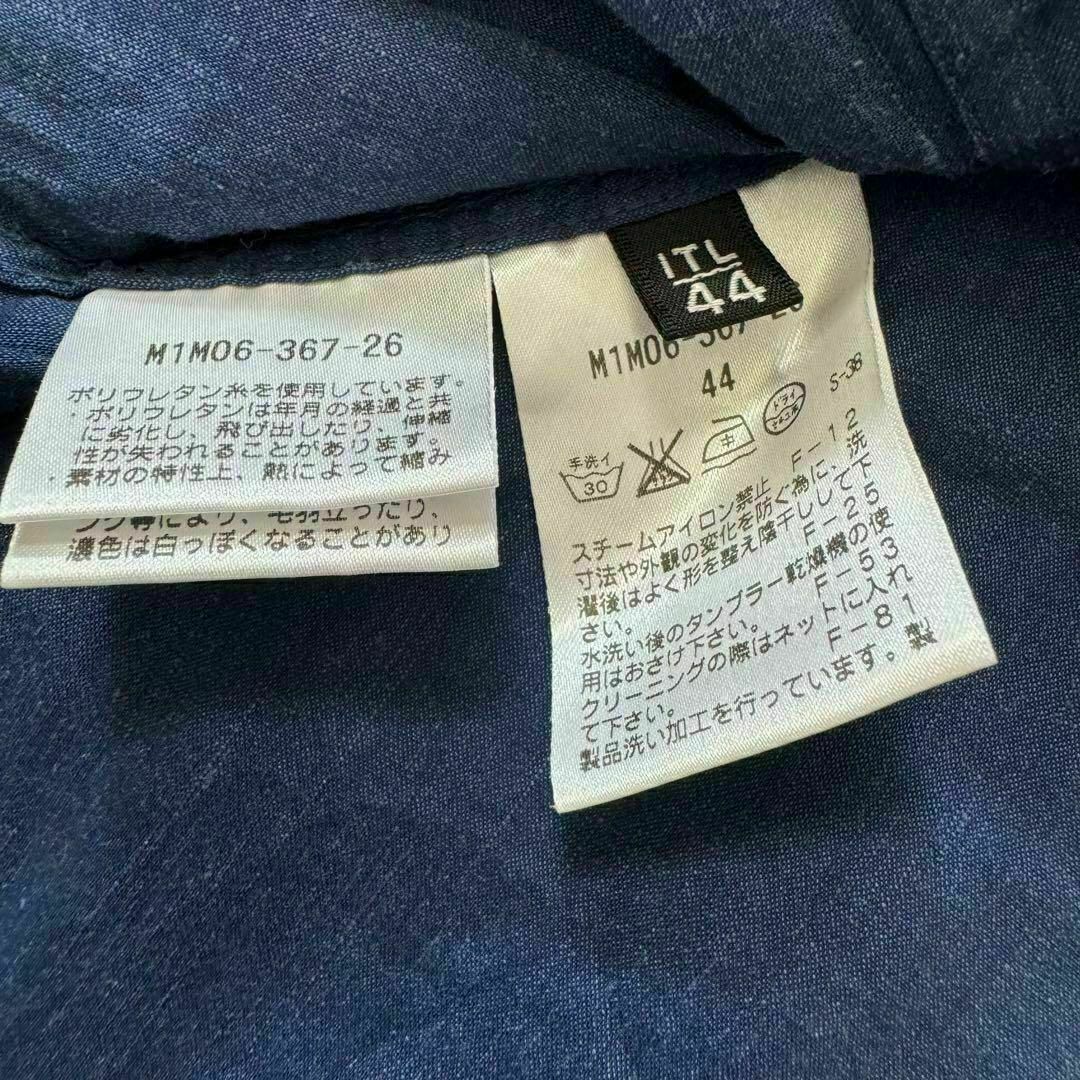 M1M06-367-26
ポリウレタン糸を使用しています。
・ポリウレタンは年月の経過と共
に劣化し、飛び出したり、伸縮
性が失われることがあります。
・素材の特性上、熱によって縮み
により、毛羽立ったり、
濃色は白っぽくなることがあり
ITL
44
M1M06-367-26
44
手洗イ
30
ドライ
S-38
F-12
スチームアイロン禁止
寸法や外観の変化を防ぐ為に、洗
濯後はよく形を整え陰干しして下
さい。 F-25
水洗い後のタンブラー乾燥機の使
用はおさけ下さい。 F-53
クリーニングの際はネットに入れ
て下さい。 F-81
製品洗い加工を行っています。製